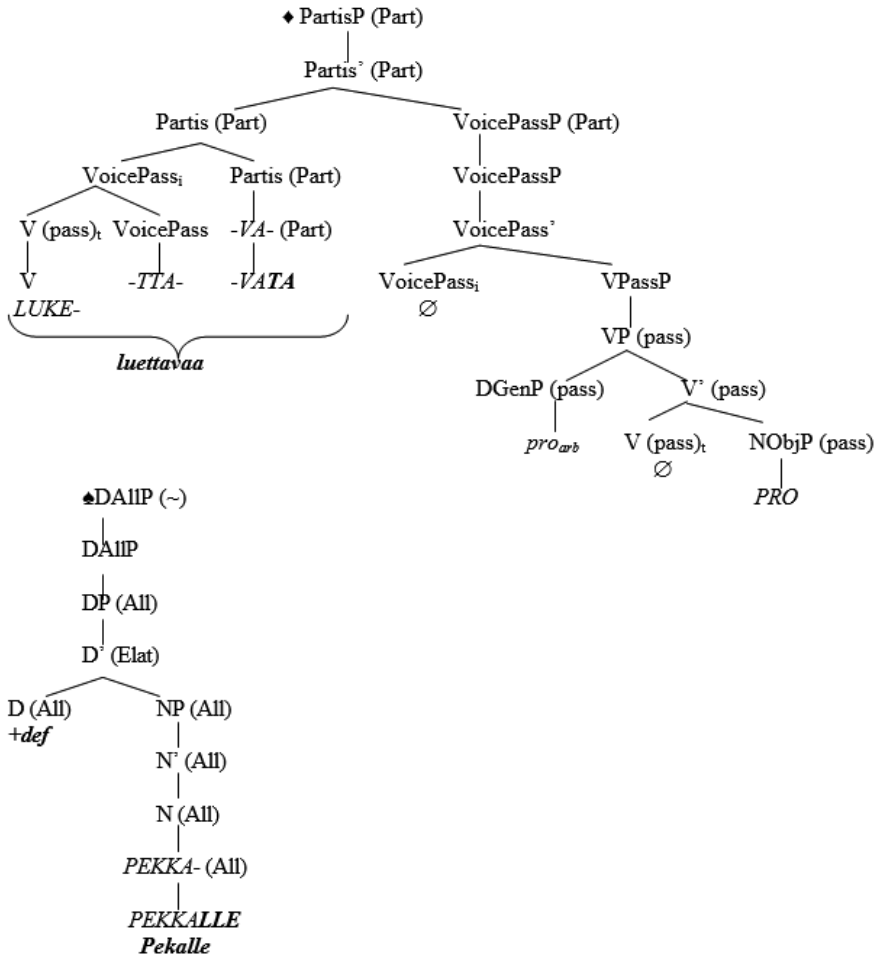 ♦ PartisP (Part)
Partis’ (Part)
Partis (Part) VoicePassP (Part)
VoicePassᵢ Partis (Part) VoicePassP
V (pass)ₜ VoicePass -VA- (Part) VoicePass’
V -TTA- -VATA VoicePassᵢ VPassP
LUKE- ∅
VP (pass)
luettavaa
DGenP (pass) V’ (pass)
pro_arb V (pass)ₜ NObjP (pass)
∅
PRO
♠DAllP (~)
DAllP
DP (All)
D’ (Elat)
D (All) NP (All)
+def
N’ (All)
N (All)
PEKKA- (All)
PEKKALLE
Pekalle